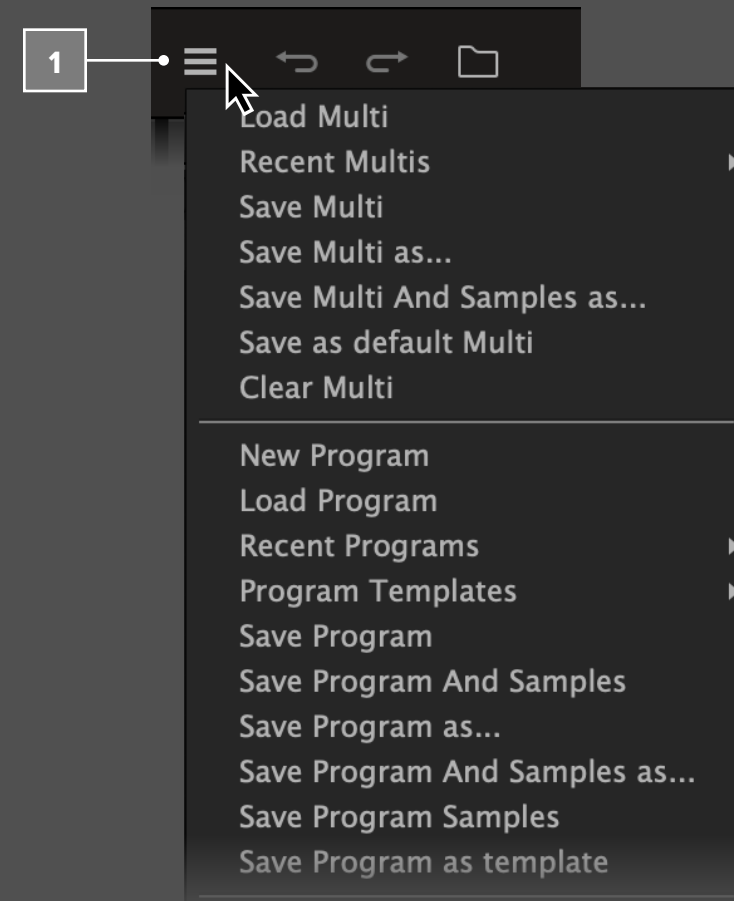 1
Load Multi
Recent Multis
Save Multi
Save Multi as...
Save Multi And Samples as...
Save as default Multi
Clear Multi
New Program
Load Program
Recent Programs
Program Templates
Save Program
Save Program And Samples
Save Program as...
Save Program And Samples as...
Save Program Samples
Save Program as template